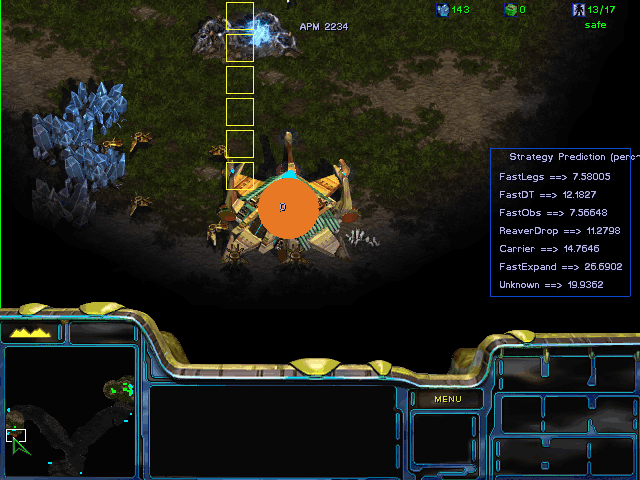 143 0 13/17
safe
APM 2234
Strategy Prediction (perc
FastLegs ==> 7.58005
FastDT ==> 12.1827
FastObs ==> 7.56648
ReaverDrop ==> 11.2798
Carrier ==> 14.7646
FastExpand ==> 26.6902
Unknown ==> 19.9362
0
MENU